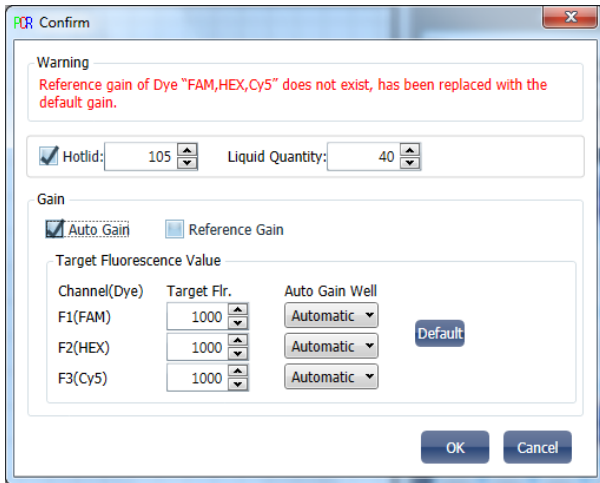 PCR Confirm
Warning
Reference gain of Dye “FAM,HEX,Cy5” does not exist, has been replaced with the
default gain.
Hotlid: 105 Liquid Quantity: 40
Gain
Auto Gain Reference Gain
Target Fluorescence Value
Channel(Dye) Target Flr. Auto Gain Well
F1(FAM) 1000 Automatic
F2(HEX) 1000 Automatic
Default
F3(Cy5) 1000 Automatic
OK Cancel